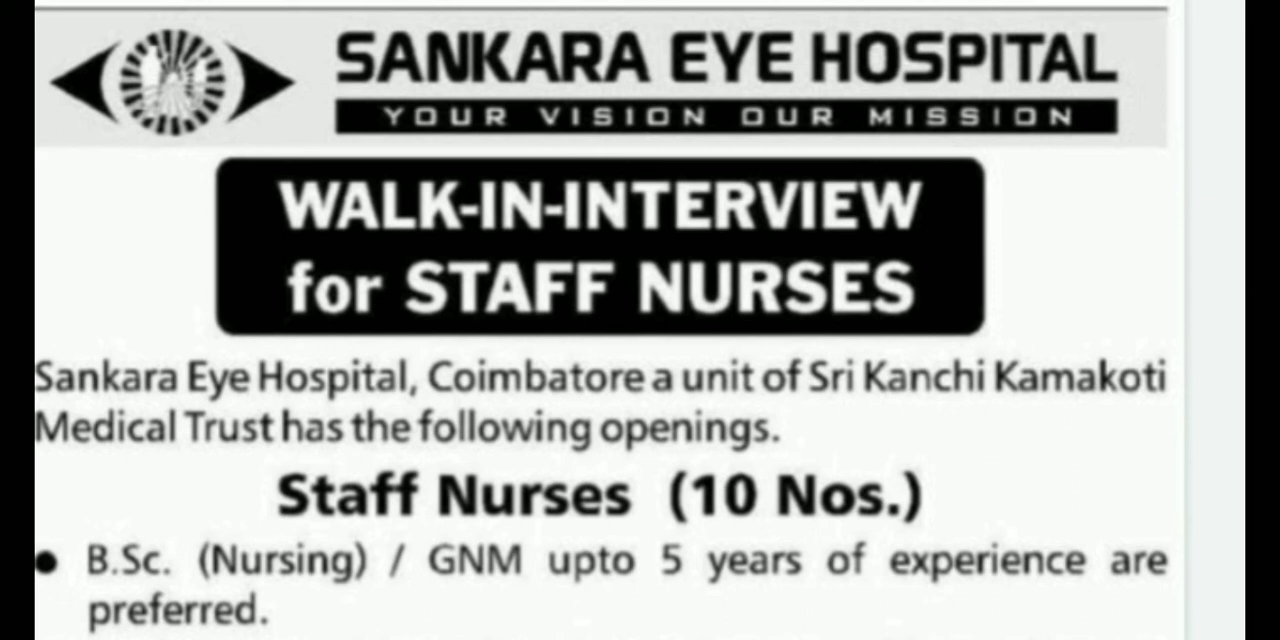 SANKARA EYE HOSPITAL
YOUR VISION OUR MISSION
WALK-IN-INTERVIEW
for STAFF NURSES
Sankara Eye Hospital, Coimbatore a unit of Sri Kanchi Kamakoti
Medical Trust has the following openings.
Staff Nurses (10 Nos.)
● B.Sc. (Nursing) / GNM upto 5 years of experience are
preferred.